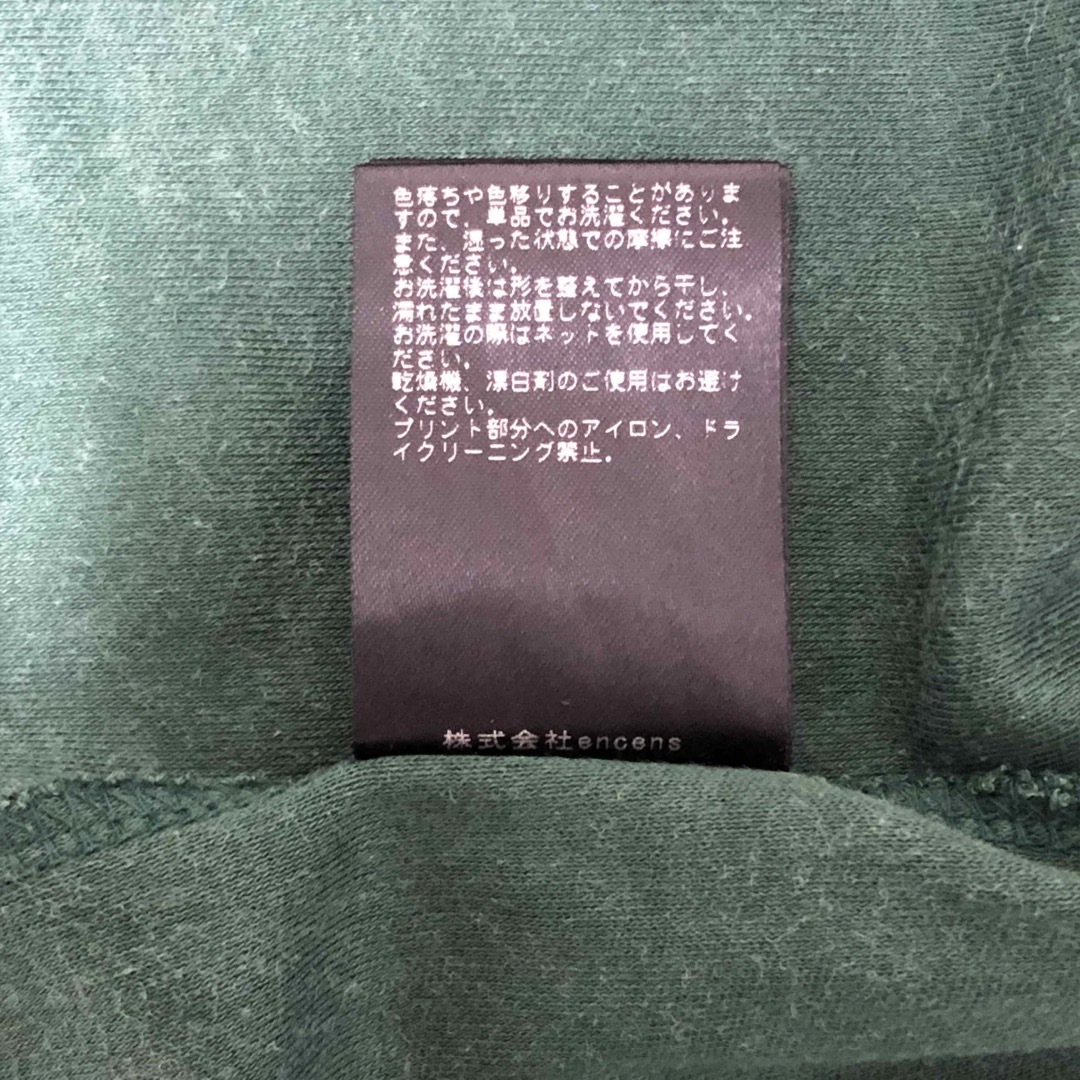 色落ちや色移りすることがありま
すので、単品でお洗濯ください。
また、湿った状態での摩擦にご注
意ください。
お洗濯後は形を整えてから干し、
濡れたまま放置しないでください。
お洗濯の際はネットを使用してく
ださい。
乾燥機、漂白剤のご使用はお避け
ください。
プリント部分へのアイロン、ドラ
イクリーニング禁止。
株式会社encens